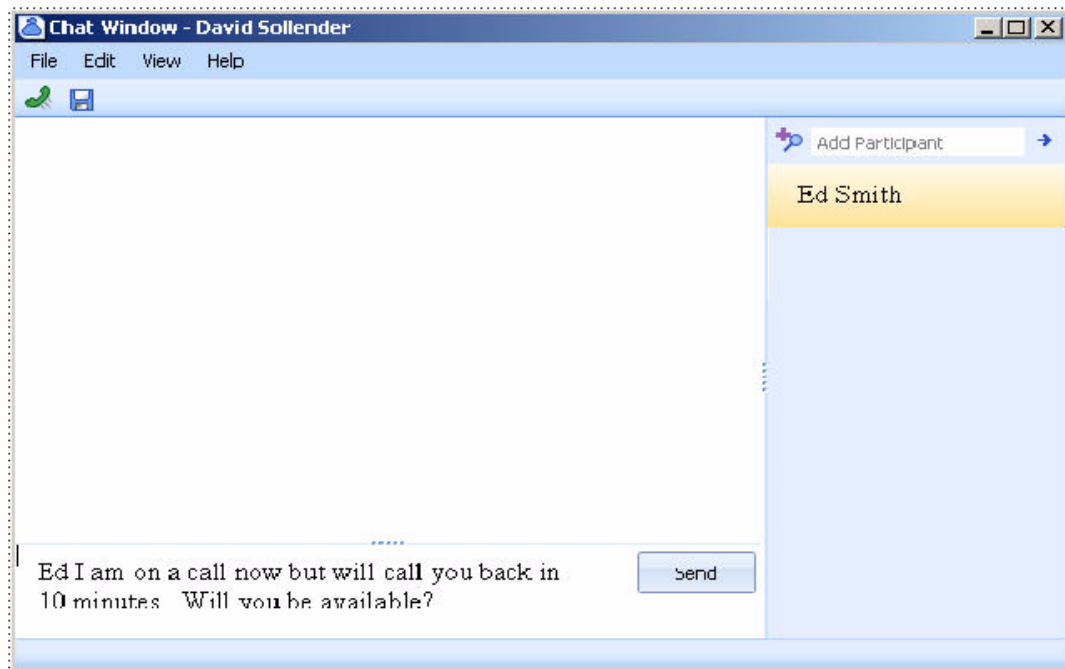 Chat Window - David Sollender
File Edit View Help
Add Participant
Ed Smith
Ed I am on a call now but will call you back in
10 minutes Will you be available?
Send